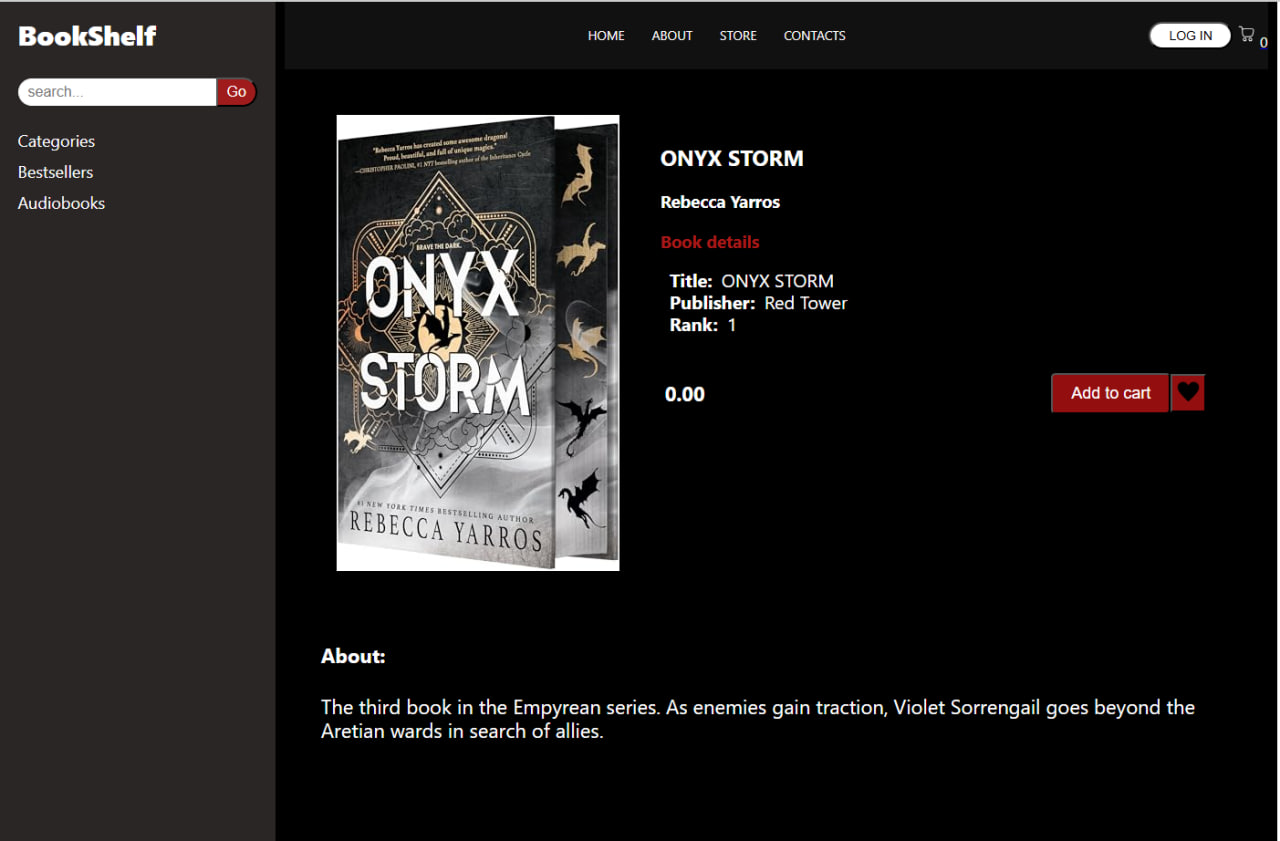 BookShelf
search...
Go
Categories
Bestsellers
Audiobooks
HOME
ABOUT
STORE
CONTACTS
LOG IN
0
"Rebecca Yarros has created some awesome dragons!
Proud, beautiful, and full of unique magics."
—CHRISTOPHER PAOLINI, #1 NYT bestselling author of the Inheritance Cycle
BRAVE THE DARK.
ONYX
STORM
#1 NEW YORK TIMES BESTSELLING AUTHOR
REBECCA YARROS
ONYX STORM
Rebecca Yarros
Book details
Title: ONYX STORM
Publisher: Red Tower
Rank: 1
0.00
Add to cart
About:
The third book in the Empyrean series. As enemies gain traction, Violet Sorrengail goes beyond the
Aretian wards in search of allies.